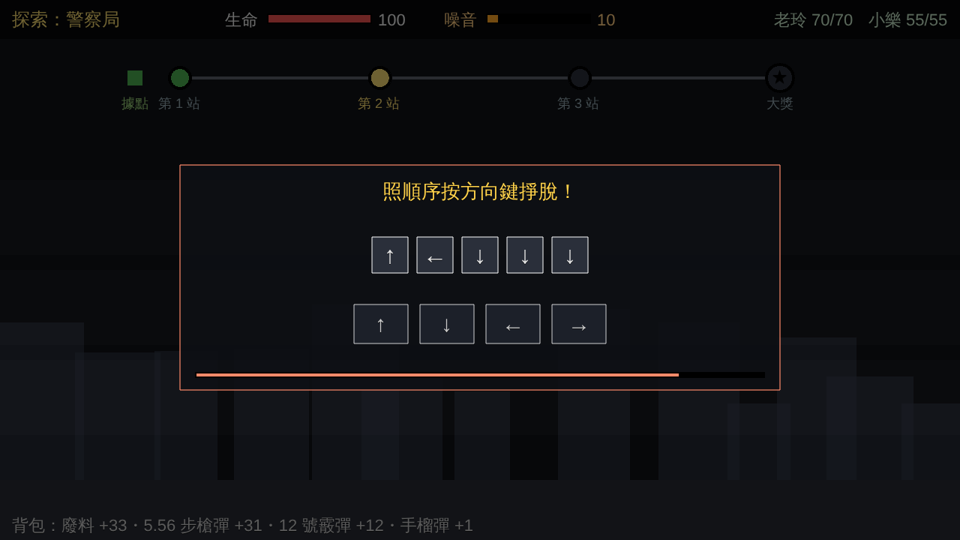 探索：警察局 生命 100 噪音 10 老玲 70/70 小樂 55/55
據點 第 1 站 第 2 站 第 3 站 大獎
照順序按方向鍵掙脫！
↑ ← ↓ ↓ ↓
↑ ↓ ← →
背包：廢料 +33・5.56 步槍彈 +31・12 號霰彈 +12・手榴彈 +1